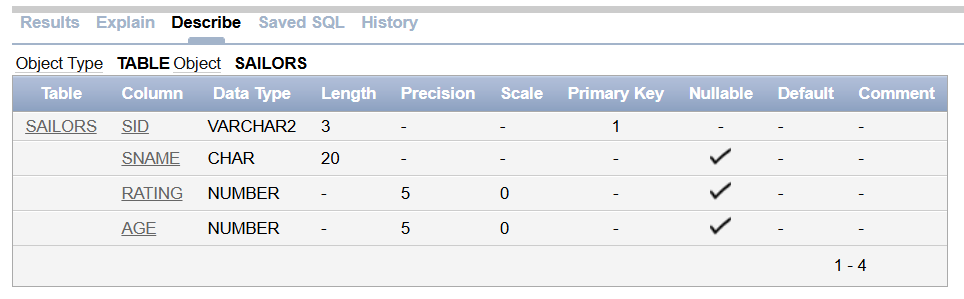 Results Explain Describe Saved SQL History
Object Type TABLE Object SAILORS
Table Column Data Type Length Precision Scale Primary Key Nullable Default Comment
SAILORS SID VARCHAR2 3 - - 1 - - -
SNAME CHAR 20 - - - ✓ - -
RATING NUMBER - 5 0 - ✓ - -
AGE NUMBER - 5 0 - ✓ - -
1 - 4